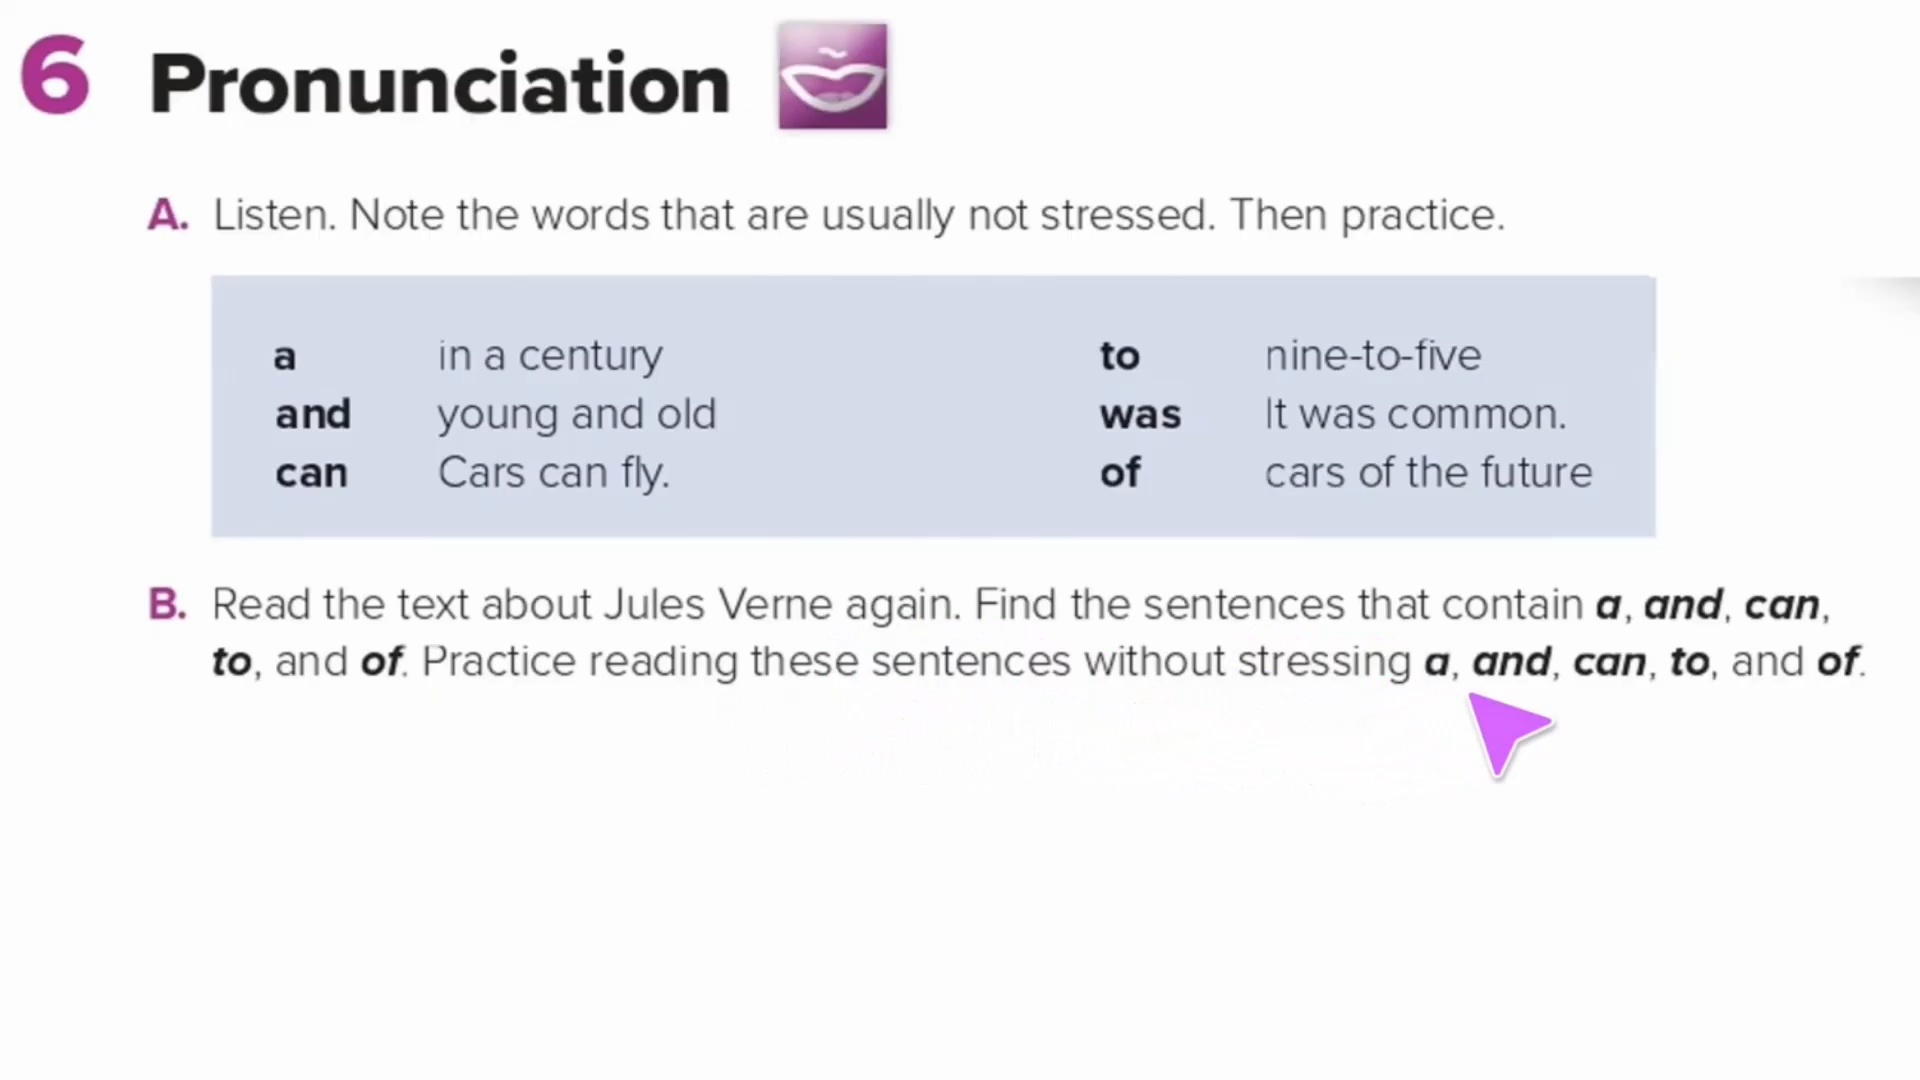 6 Pronunciation
A. Listen. Note the words that are usually not stressed. Then practice.
a in a century to nine-to-five
and young and old was It was common.
can Cars can fly. of cars of the future
B. Read the text about Jules Verne again. Find the sentences that contain a, and, can,
to, and of. Practice reading these sentences without stressing a, and, can, to, and of.